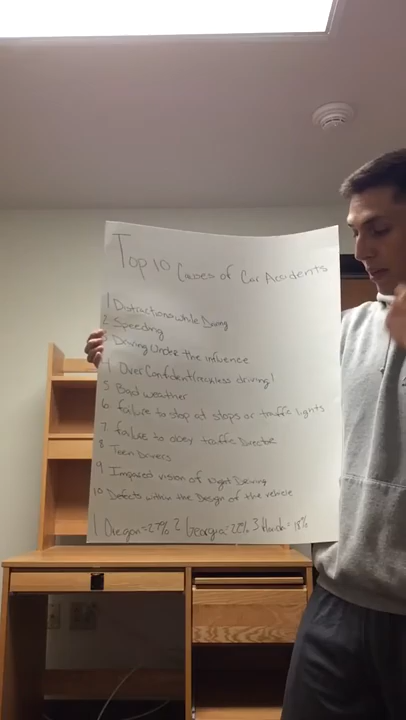 Top 10 Causes of Car Accidents
1 Distractions while Driving
2 Speeding
Driving Under the influence
4 Over Confident (reckless driving)
5 Bad weather
6 failure to stop at stops or traffic lights
7 failure to obey traffic Director
8 Teen Drivers
9 Impared vision of Night Driving
10 Defects within the Design of the vehicle
1 Oregon = 27% 2 Georgia = 20% 3 = 18%